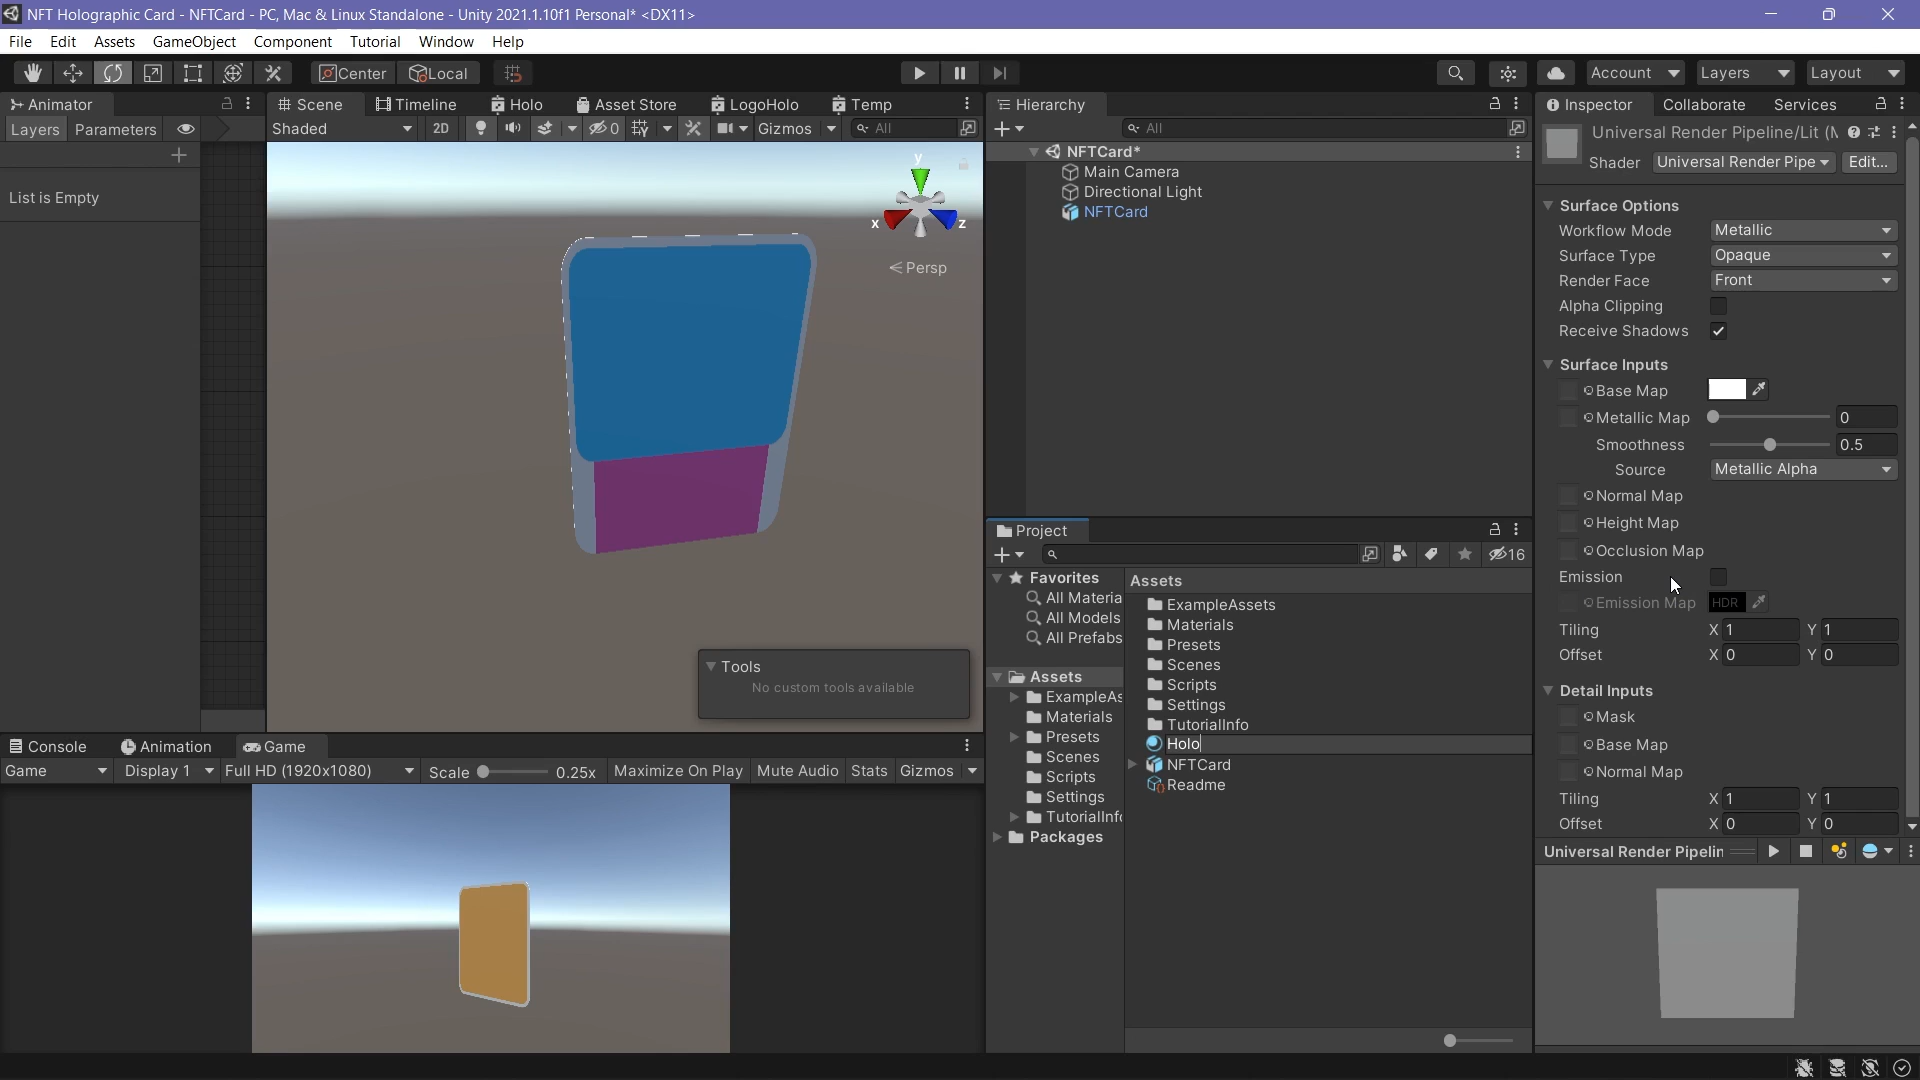 NFT Holographic Card - NFTCard - PC, Mac & Linux Standalone - Unity 2021.1.10f1 Personal* <DX11>
File Edit Assets GameObject Component Tutorial Window Help
Center Local Account Layers Layout
Animator
Layers Parameters
List is Empty
Scene Timeline Holo Asset Store LogoHolo Temp
Shaded 2D 0 Gizmos All
y
x z
Persp
Tools
No custom tools available
Console Animation Game
Game Display 1 Full HD (1920x1080) Scale 0.25x Maximize On Play Mute Audio Stats Gizmos
Hierarchy
All
NFTCard*
Main Camera
Directional Light
NFTCard
Project
16
Favorites
All Materia
All Models
All Prefabs
Assets
ExampleAs
Materials
Presets
Scenes
Scripts
Settings
TutorialInfo
Packages
Assets
ExampleAssets
Materials
Presets
Scenes
Scripts
Settings
TutorialInfo
Holo
NFTCard
Readme
Inspector Collaborate Services
Universal Render Pipeline/Lit (M
Shader Universal Render Pipe Edit...
Surface Options
Workflow Mode Metallic
Surface Type Opaque
Render Face Front
Alpha Clipping
Receive Shadows
Surface Inputs
Base Map
Metallic Map 0
Smoothness 0.5
Source Metallic Alpha
Normal Map
Height Map
Occlusion Map
Emission
Emission Map HDR
Tiling X 1 Y 1
Offset X 0 Y 0
Detail Inputs
Mask
Base Map
Normal Map
Tiling X 1 Y 1
Offset X 0 Y 0
Universal Render Pipelin